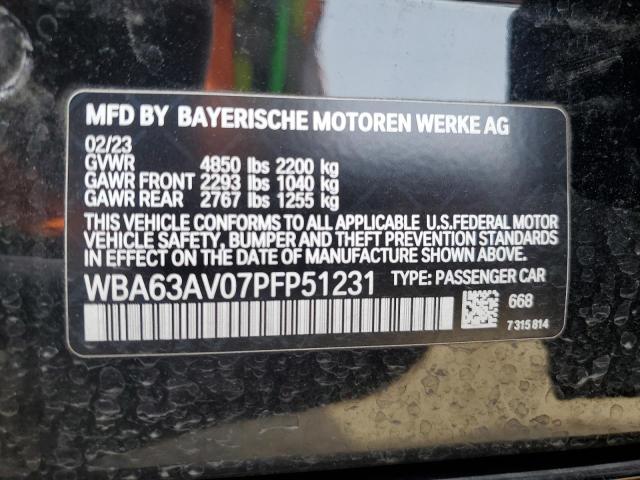 MFD BY BAYERISCHE MOTOREN WERKE AG
02/23
GVWR 4850 lbs 2200 kg
GAWR FRONT 2293 lbs 1040 kg
GAWR REAR 2767 lbs 1255 kg
THIS VEHICLE CONFORMS TO ALL APPLICABLE U.S.FEDERAL MOTOR
VEHICLE SAFETY, BUMPER AND THEFT PREVENTION STANDARDS
IN EFFECT ON THE DATE OF MANUFACTURE SHOWN ABOVE.
WBA63AV07PFP51231 TYPE: PASSENGER CAR
668
7 315 814